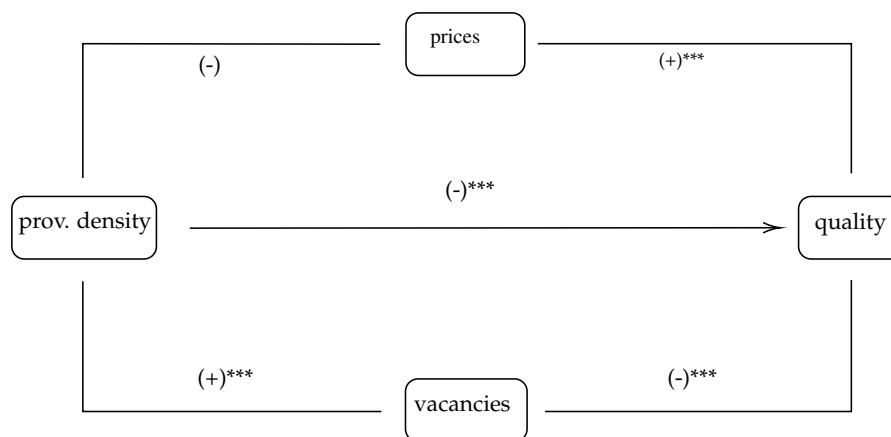 prices
(-)
(+)***
(-)***
prov. density
quality
(+)***
(-)***
vacancies